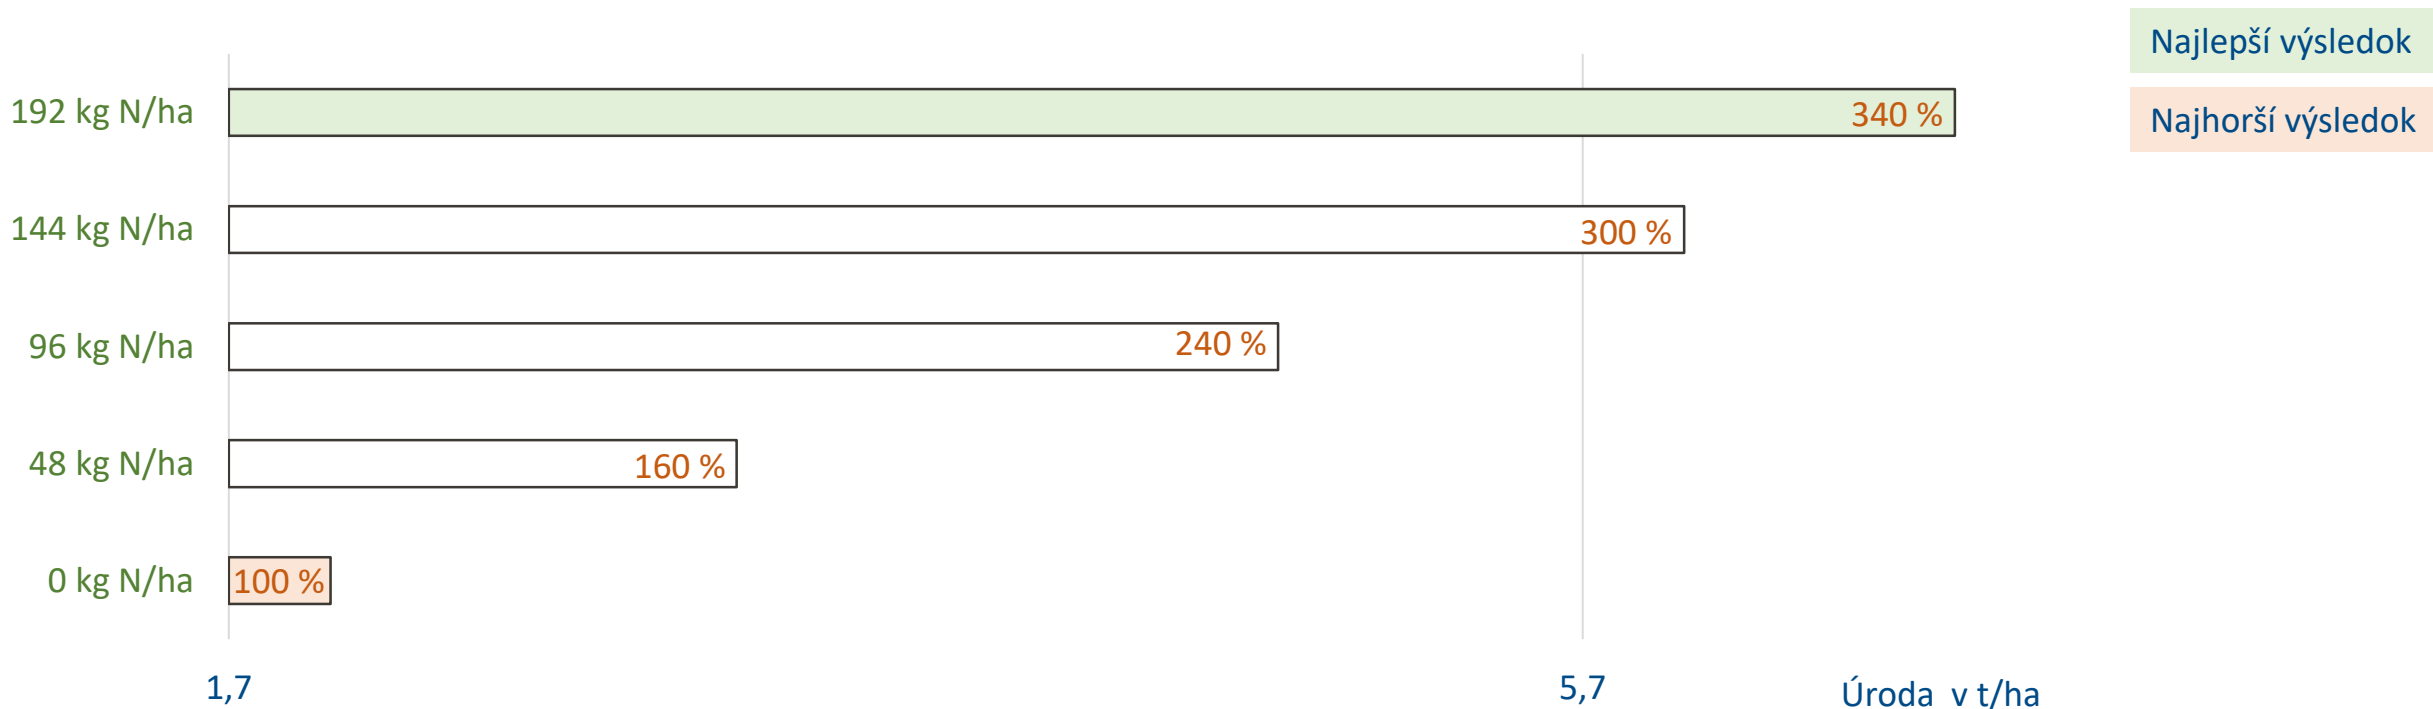 Najlepší výsledok
Najhorší výsledok
192 kg N/ha
340 %
144 kg N/ha
300 %
96 kg N/ha
240 %
48 kg N/ha
160 %
0 kg N/ha
100 %
1,7
5,7
Úroda v t/ha